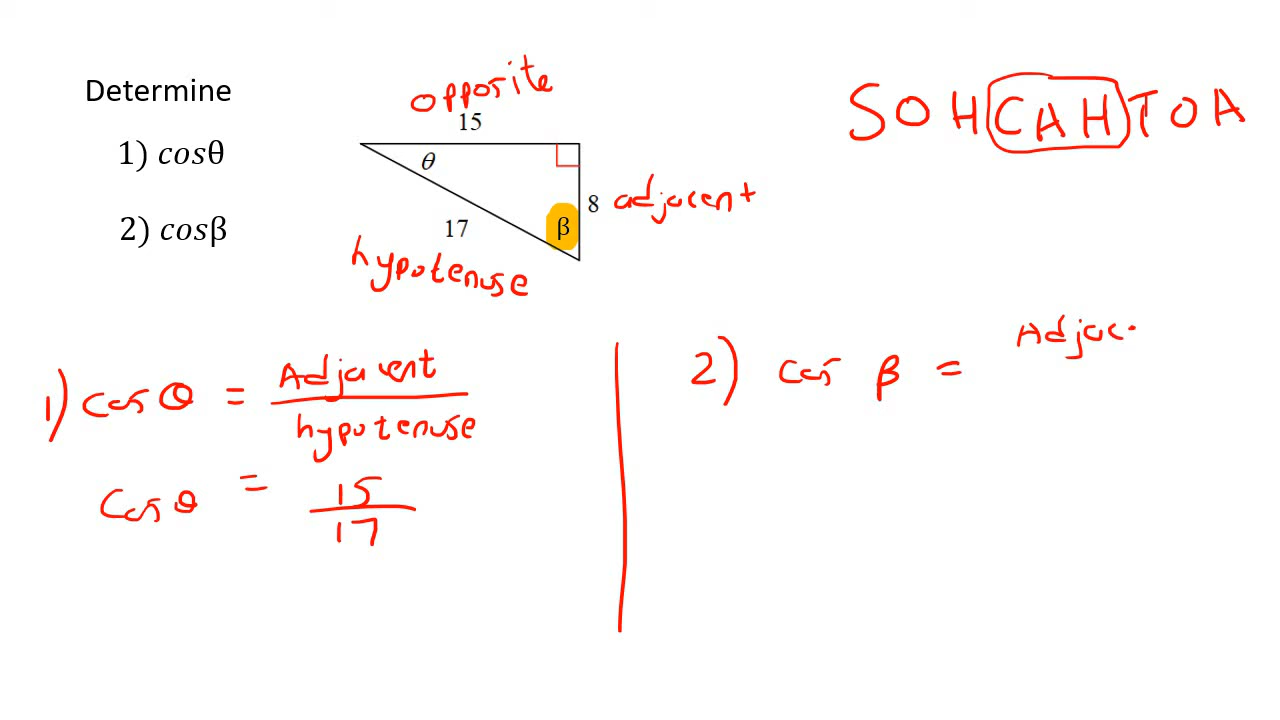 Determine
1) cosθ
2) cosβ
opposite
15
θ
8 adjacent
β
17
hypotenuse
SOHCAHTOA
1) cos θ = Adjacent
hypotenuse
cos θ = 15
17
2) cos β = Adjac